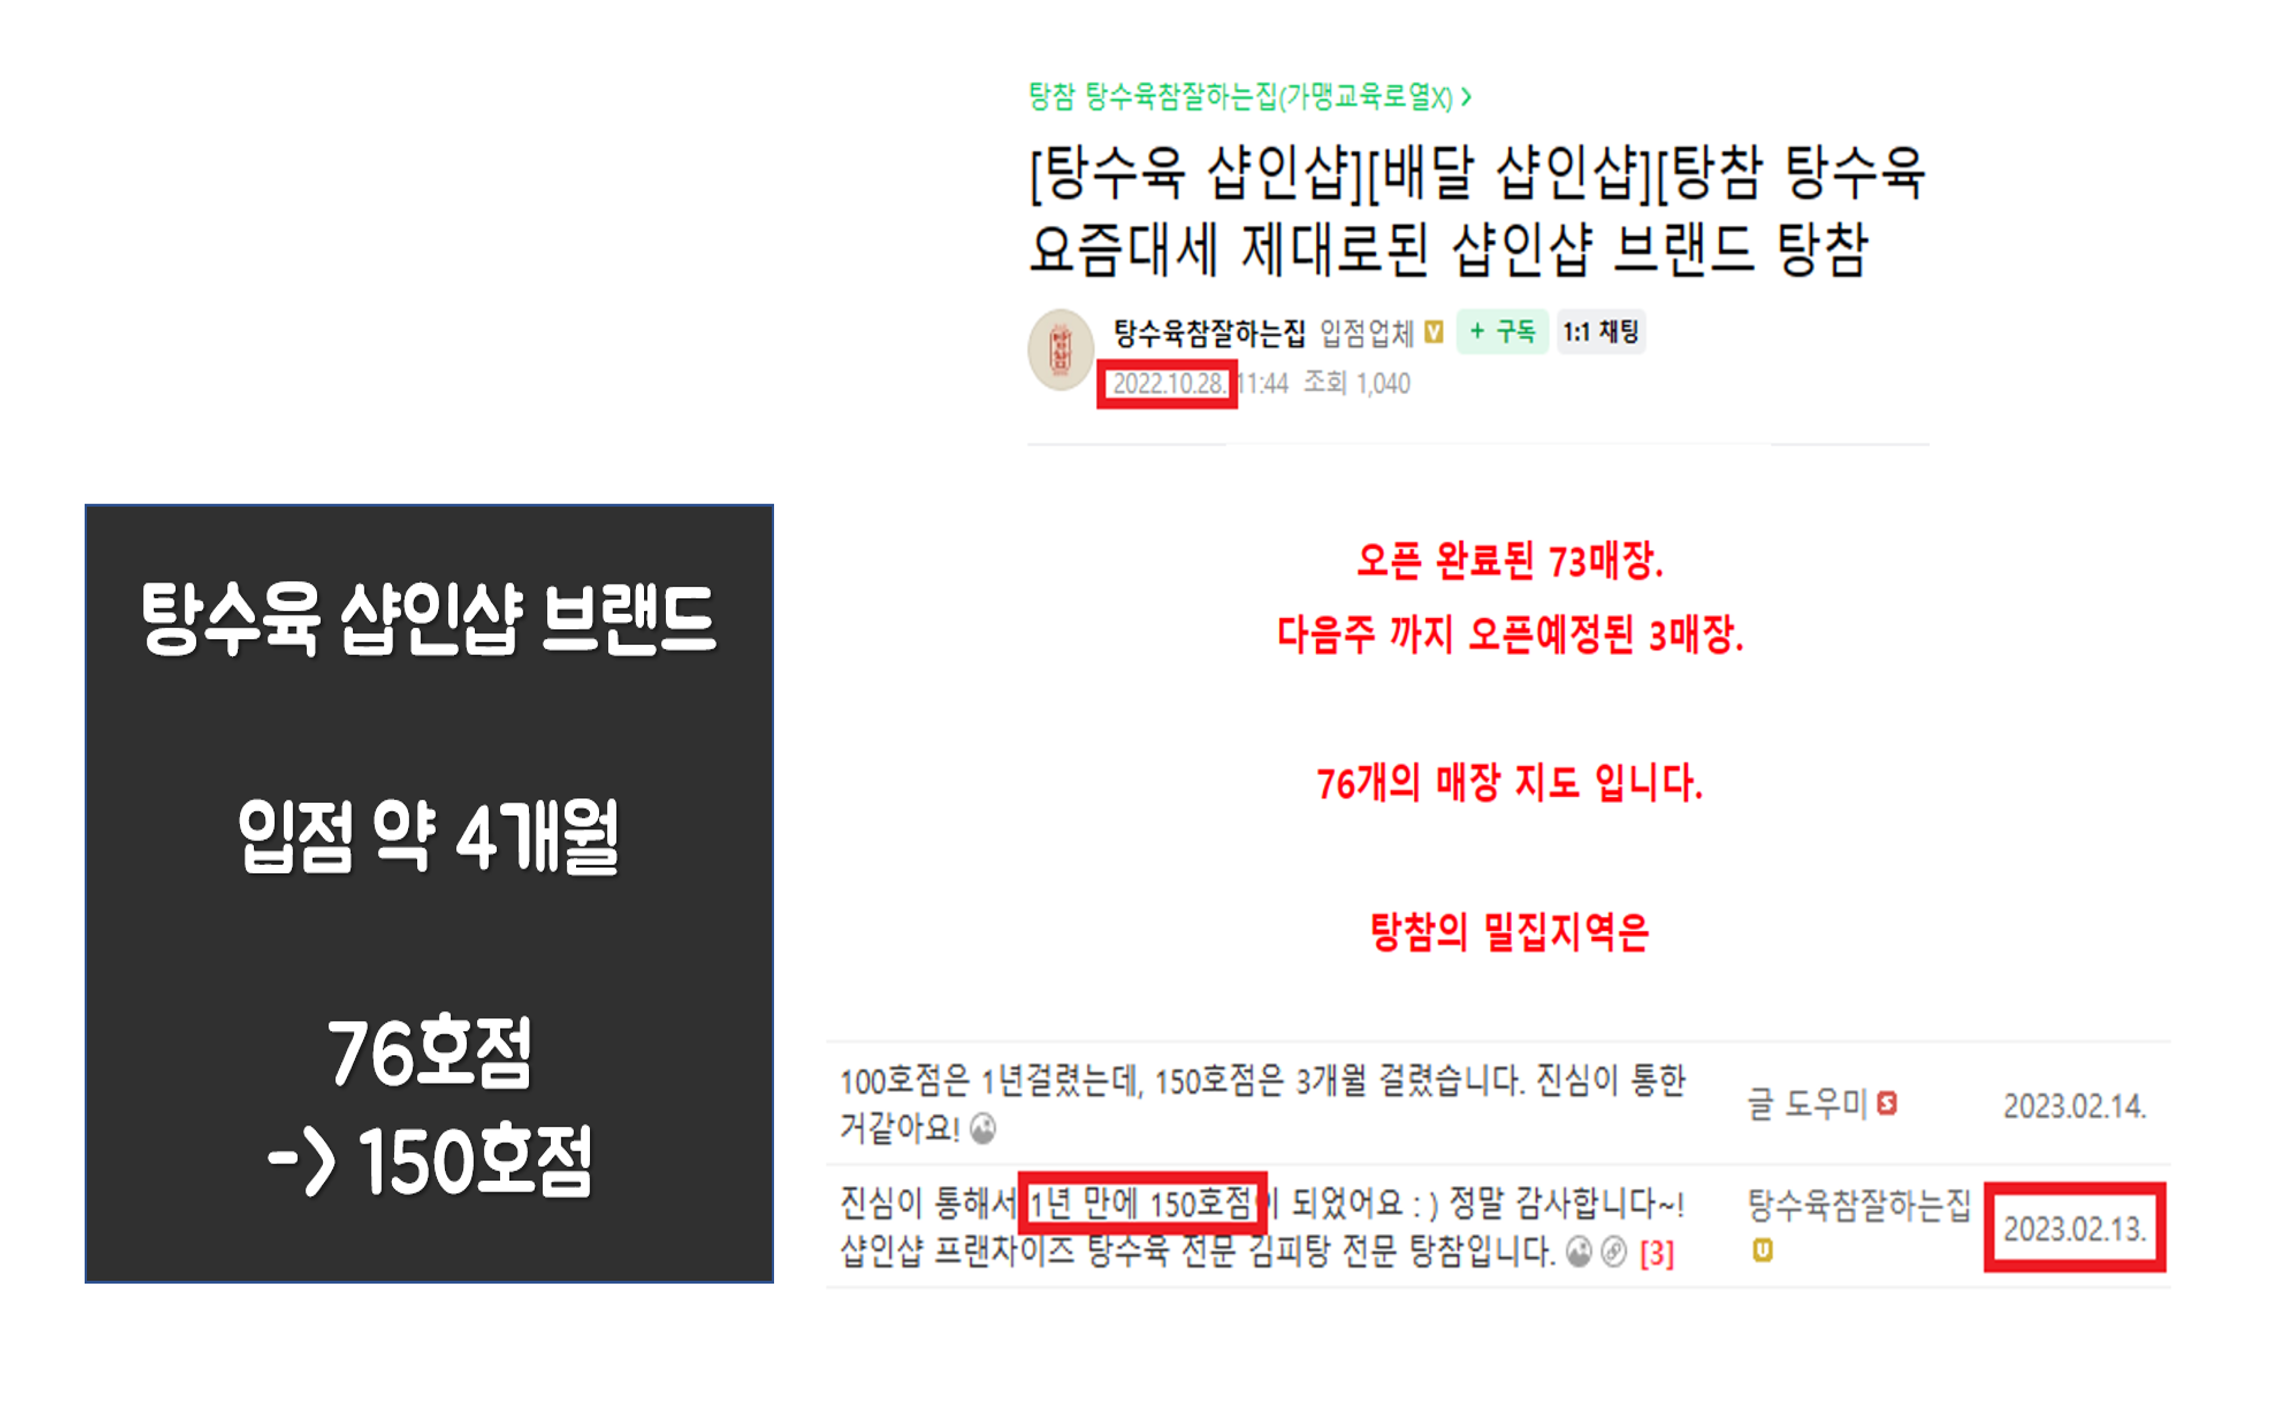 탕수육 샵인샵 브랜드
입점 약 4개월
76호점
-> 150호점
탕참 탕수육참잘하는집(가맹교육로열X) >
[탕수육 샵인샵][배달 샵인샵][탕참 탕수육
요즘대세 제대로된 샵인샵 브랜드 탕참
탕참
탕수육참잘하는집 입점업체 V + 구독 1:1 채팅
2022.10.28. 11:44 조회 1,040
오픈 완료된 73매장.
다음주 까지 오픈예정된 3매장.
76개의 매장 지도 입니다.
탕참의 밀집지역은
100호점은 1년걸렸는데, 150호점은 3개월 걸렸습니다. 진심이 통한
거같아요!
글 도우미 S
2023.02.14.
진심이 통해서 1년 만에 150호점이 되었어요 : ) 정말 감사합니다~!
샵인샵 프랜차이즈 탕수육 전문 김피탕 전문 탕참입니다. [3]
탕수육참잘하는집
U
2023.02.13.